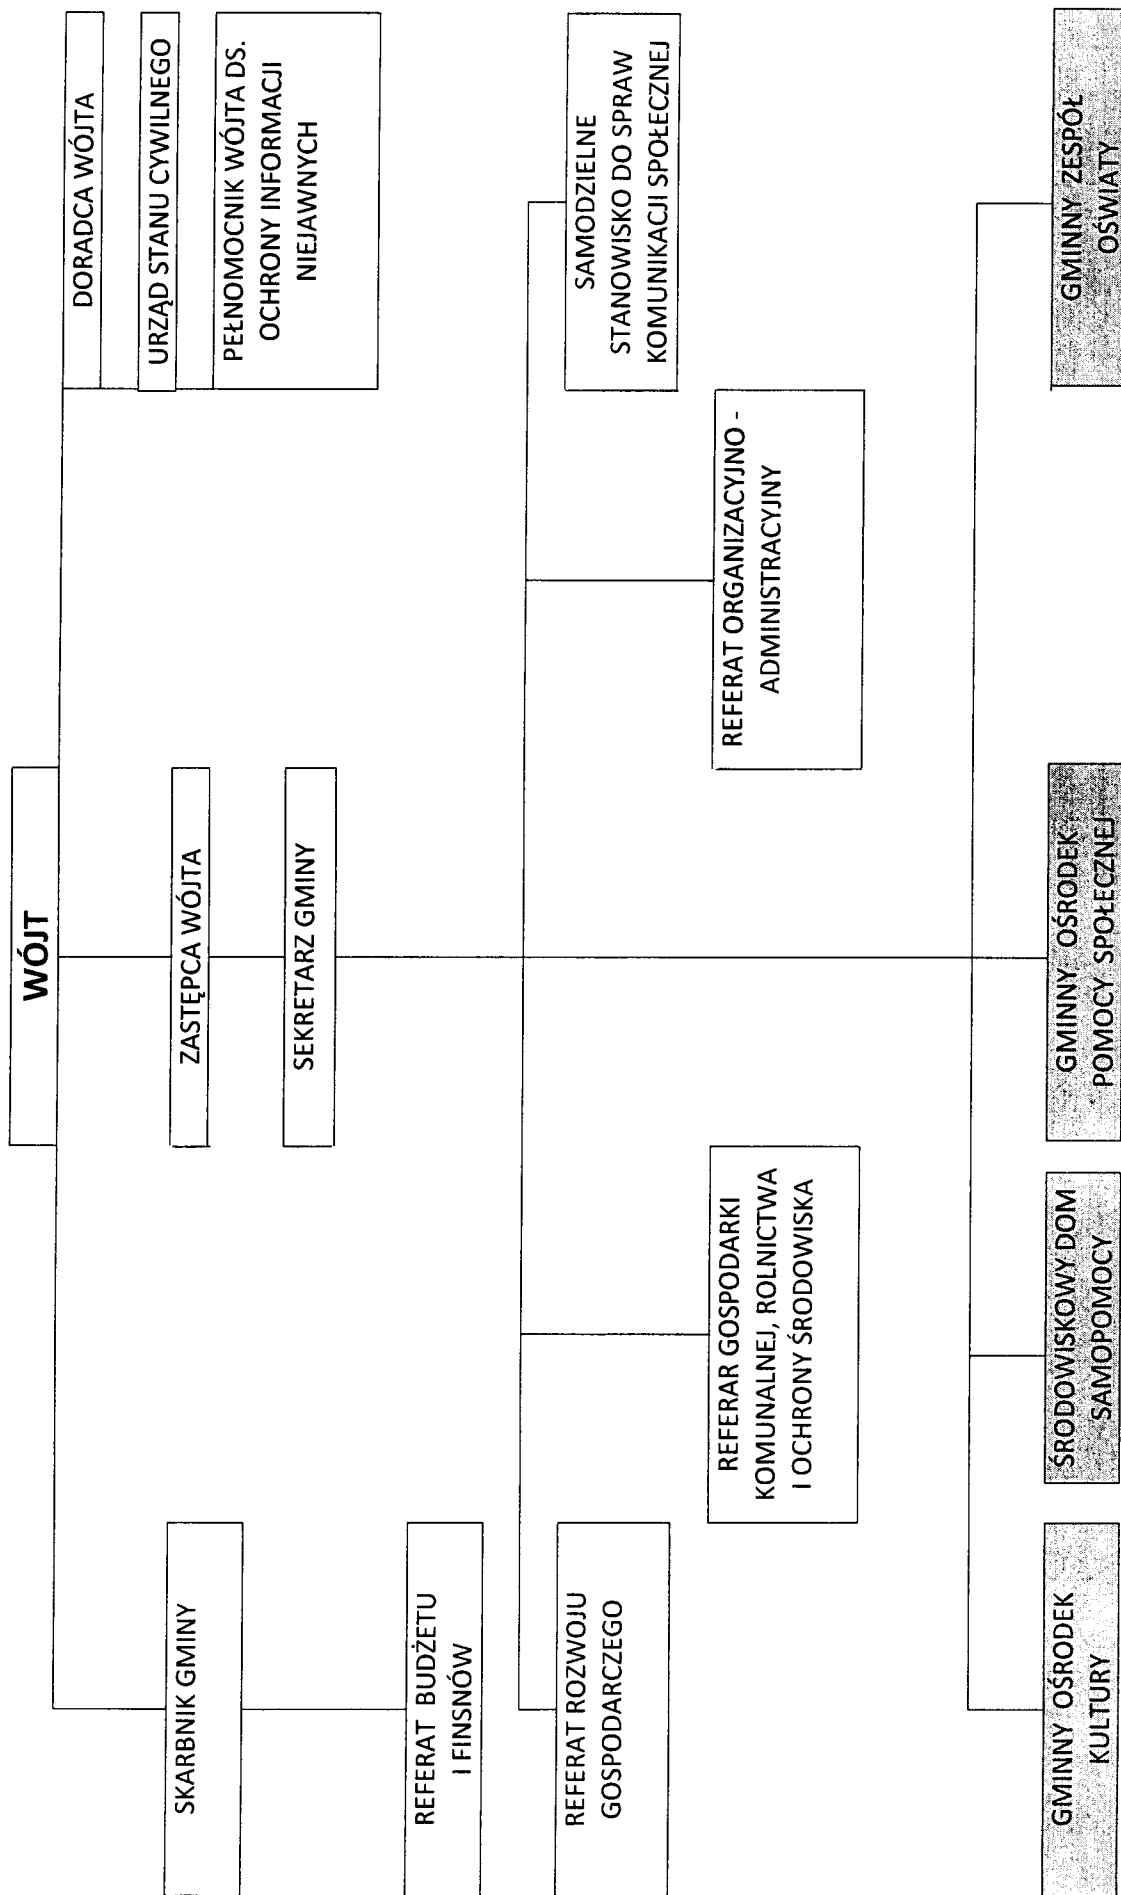 WÓJT
DORADCA WÓJTA
URZĄD STANU CYWILNEGO
PEŁNOMOCNIK WÓJTA DS.
OCHRONY INFORMACJI
NIEJAWNYCH
ZASTĘPCA WÓJTA
SEKRETARZ GMINY
SKARBNIK GMINY
REFERAT BUDŻETU
I FINSNÓW
REFERAT ROZWOJU
GOSPODARCZEGO
REFERAR GOSPODARKI
KOMUNALNEJ, ROLNICTWA
I OCHRONY ŚRODOWISKA
REFERAT ORGANIZACYJNO -
ADMINISTRACYJNY
SAMODZIELNE
STANOWISKO DO SPRAW
KOMUNIKACJI SPOŁECZNEJ
GMINNY OŚRODEK
KULTURY
ŚRODOWISKOWY DOM
SAMOPOMOCY
GMINNY OŚRODEK
POMOCY SPOŁECZNEJ
GMINNY ZESPÓŁ
OŚWIATY